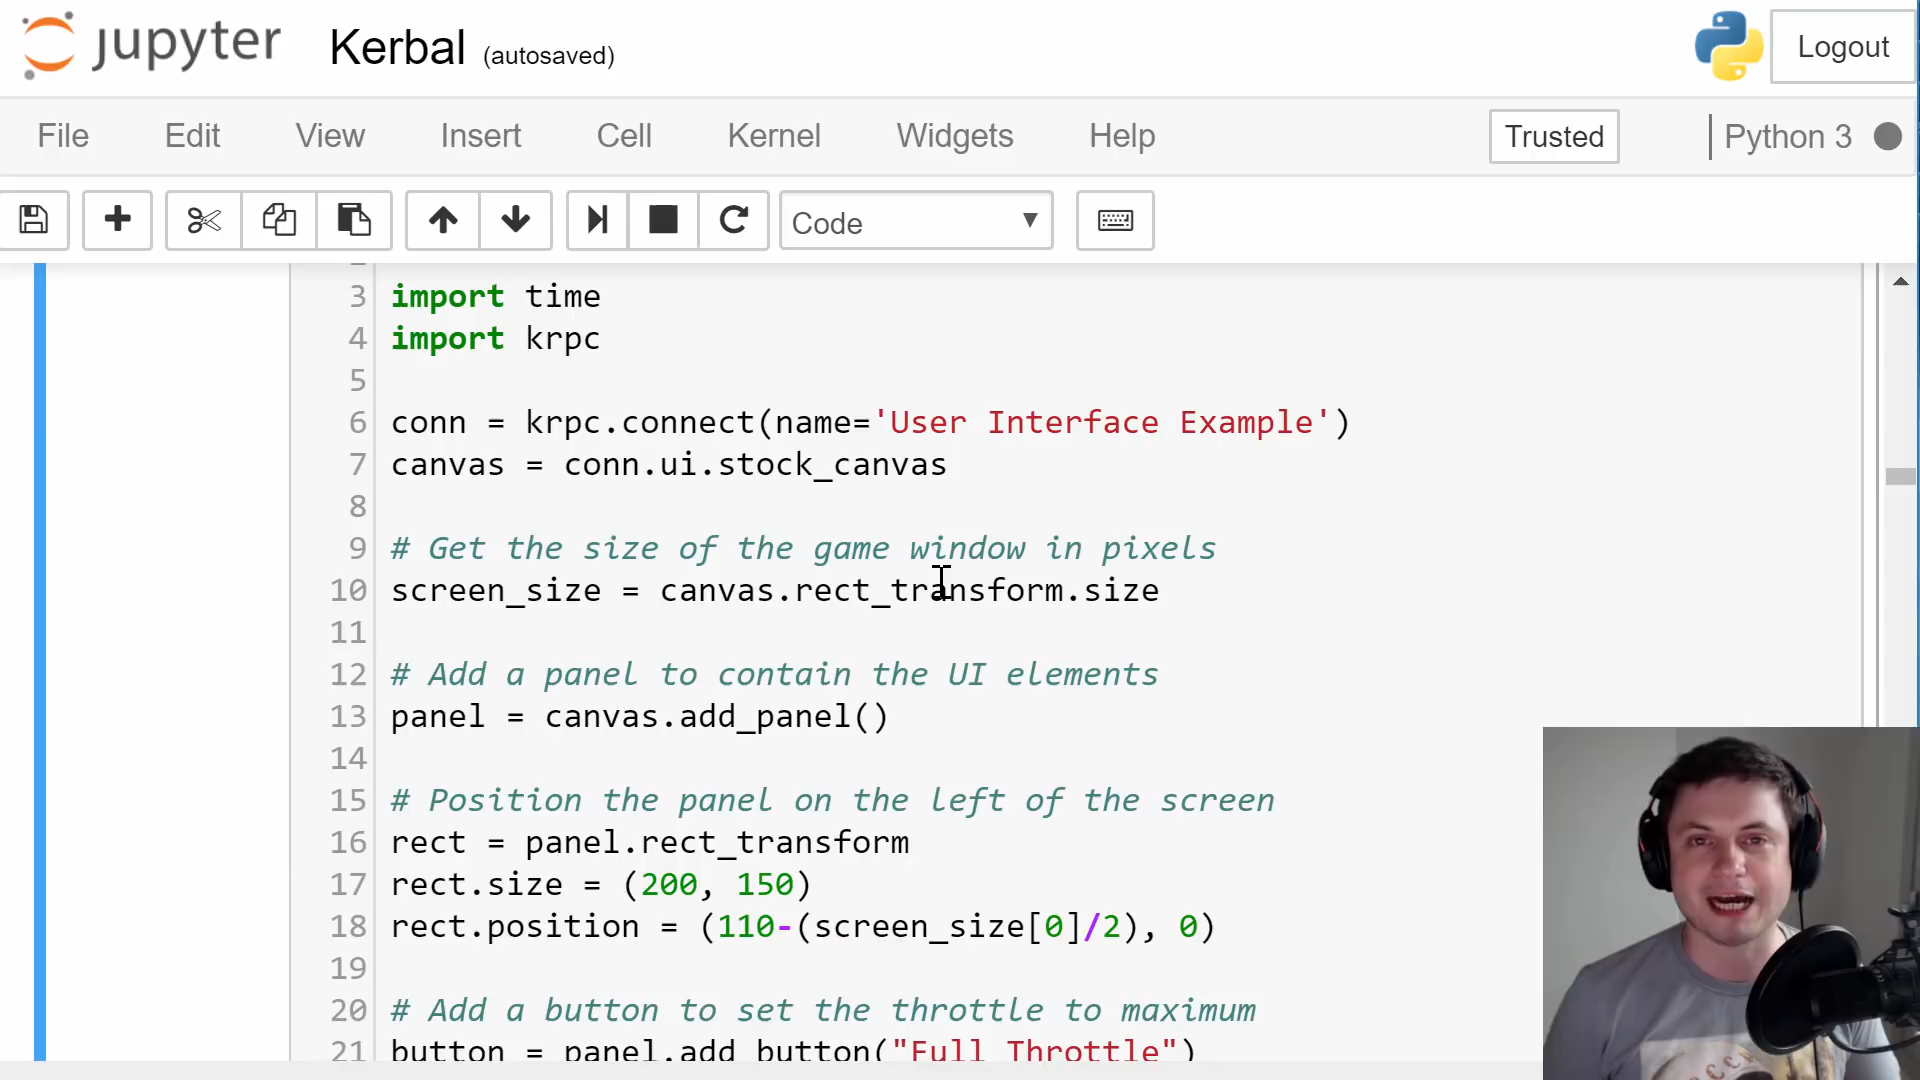 jupyter Kerbal (autosaved) Logout
File Edit View Insert Cell Kernel Widgets Help Trusted Python 3
Code
3 import time
4 import krpc
5
6 conn = krpc.connect(name='User Interface Example')
7 canvas = conn.ui.stock_canvas
8
9 # Get the size of the game window in pixels
10 screen_size = canvas.rect_transform.size
11
12 # Add a panel to contain the UI elements
13 panel = canvas.add_panel()
14
15 # Position the panel on the left of the screen
16 rect = panel.rect_transform
17 rect.size = (200, 150)
18 rect.position = (110-(screen_size[0]/2), 0)
19
20 # Add a button to set the throttle to maximum
21 button = panel.add_button("Full Throttle")